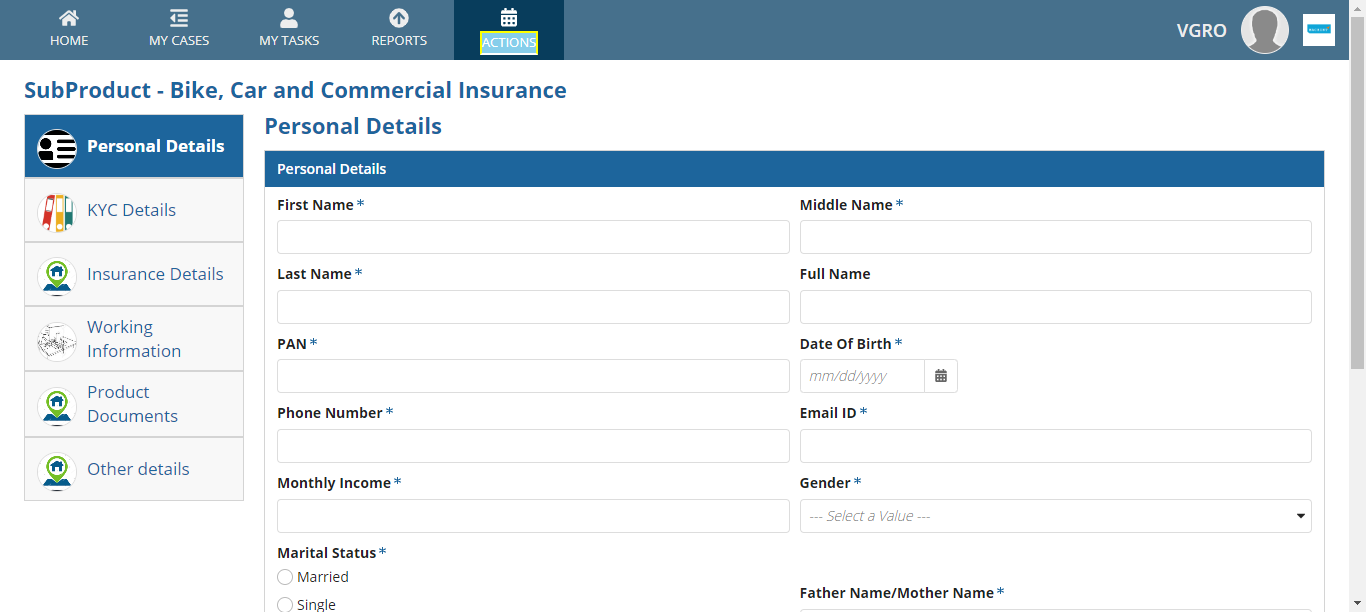 HOME
MY CASES
MY TASKS
REPORTS
ACTIONS
VGRO
SubProduct - Bike, Car and Commercial Insurance
Personal Details
KYC Details
Insurance Details
Working
Information
Product
Documents
Other details
Personal Details
Personal Details
First Name *
Middle Name *
Last Name *
Full Name
PAN *
Date Of Birth *
mm/dd/yyyy
Phone Number *
Email ID *
Monthly Income *
Gender *
--- Select a Value ---
Marital Status *
Married
Single
Father Name/Mother Name *